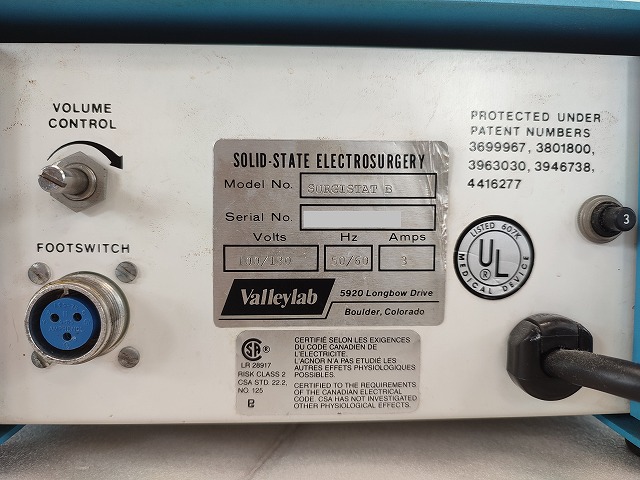 VOLUME
CONTROL
FOOTSWITCH
SOLID-STATE ELECTROSURGERY
Model No. SURGISTAT B
Serial No.
Volts Hz Amps
50/60 3
Valleylab
5920 Longbow Drive
Boulder, Colorado
PROTECTED UNDER
PATENT NUMBERS
3699967, 3801800,
3963030, 3946738,
4416277
3
LISTED 607K
UL
®
MEDICAL DEVICE
SA
®
LR 28917
RISK CLASS 2
CSA STD. 22.2,
NO. 125
CERTIFIÉ SELON LES EXIGENCES
DU CODE CANADIEN DE
L'ELECTRICITE.
L'ACNOR N'A PAS ETUDIÉ LES
AUTRES EFFETS PHYSIOLOGIQUES
POSSIBLES.
CERTIFIED TO THE REQUIREMENTS
OF THE CANADIAN ELECTRICAL
CODE. CSA HAS NOT INVESTIGATED
OTHER PHYSIOLOGICAL EFFECTS.